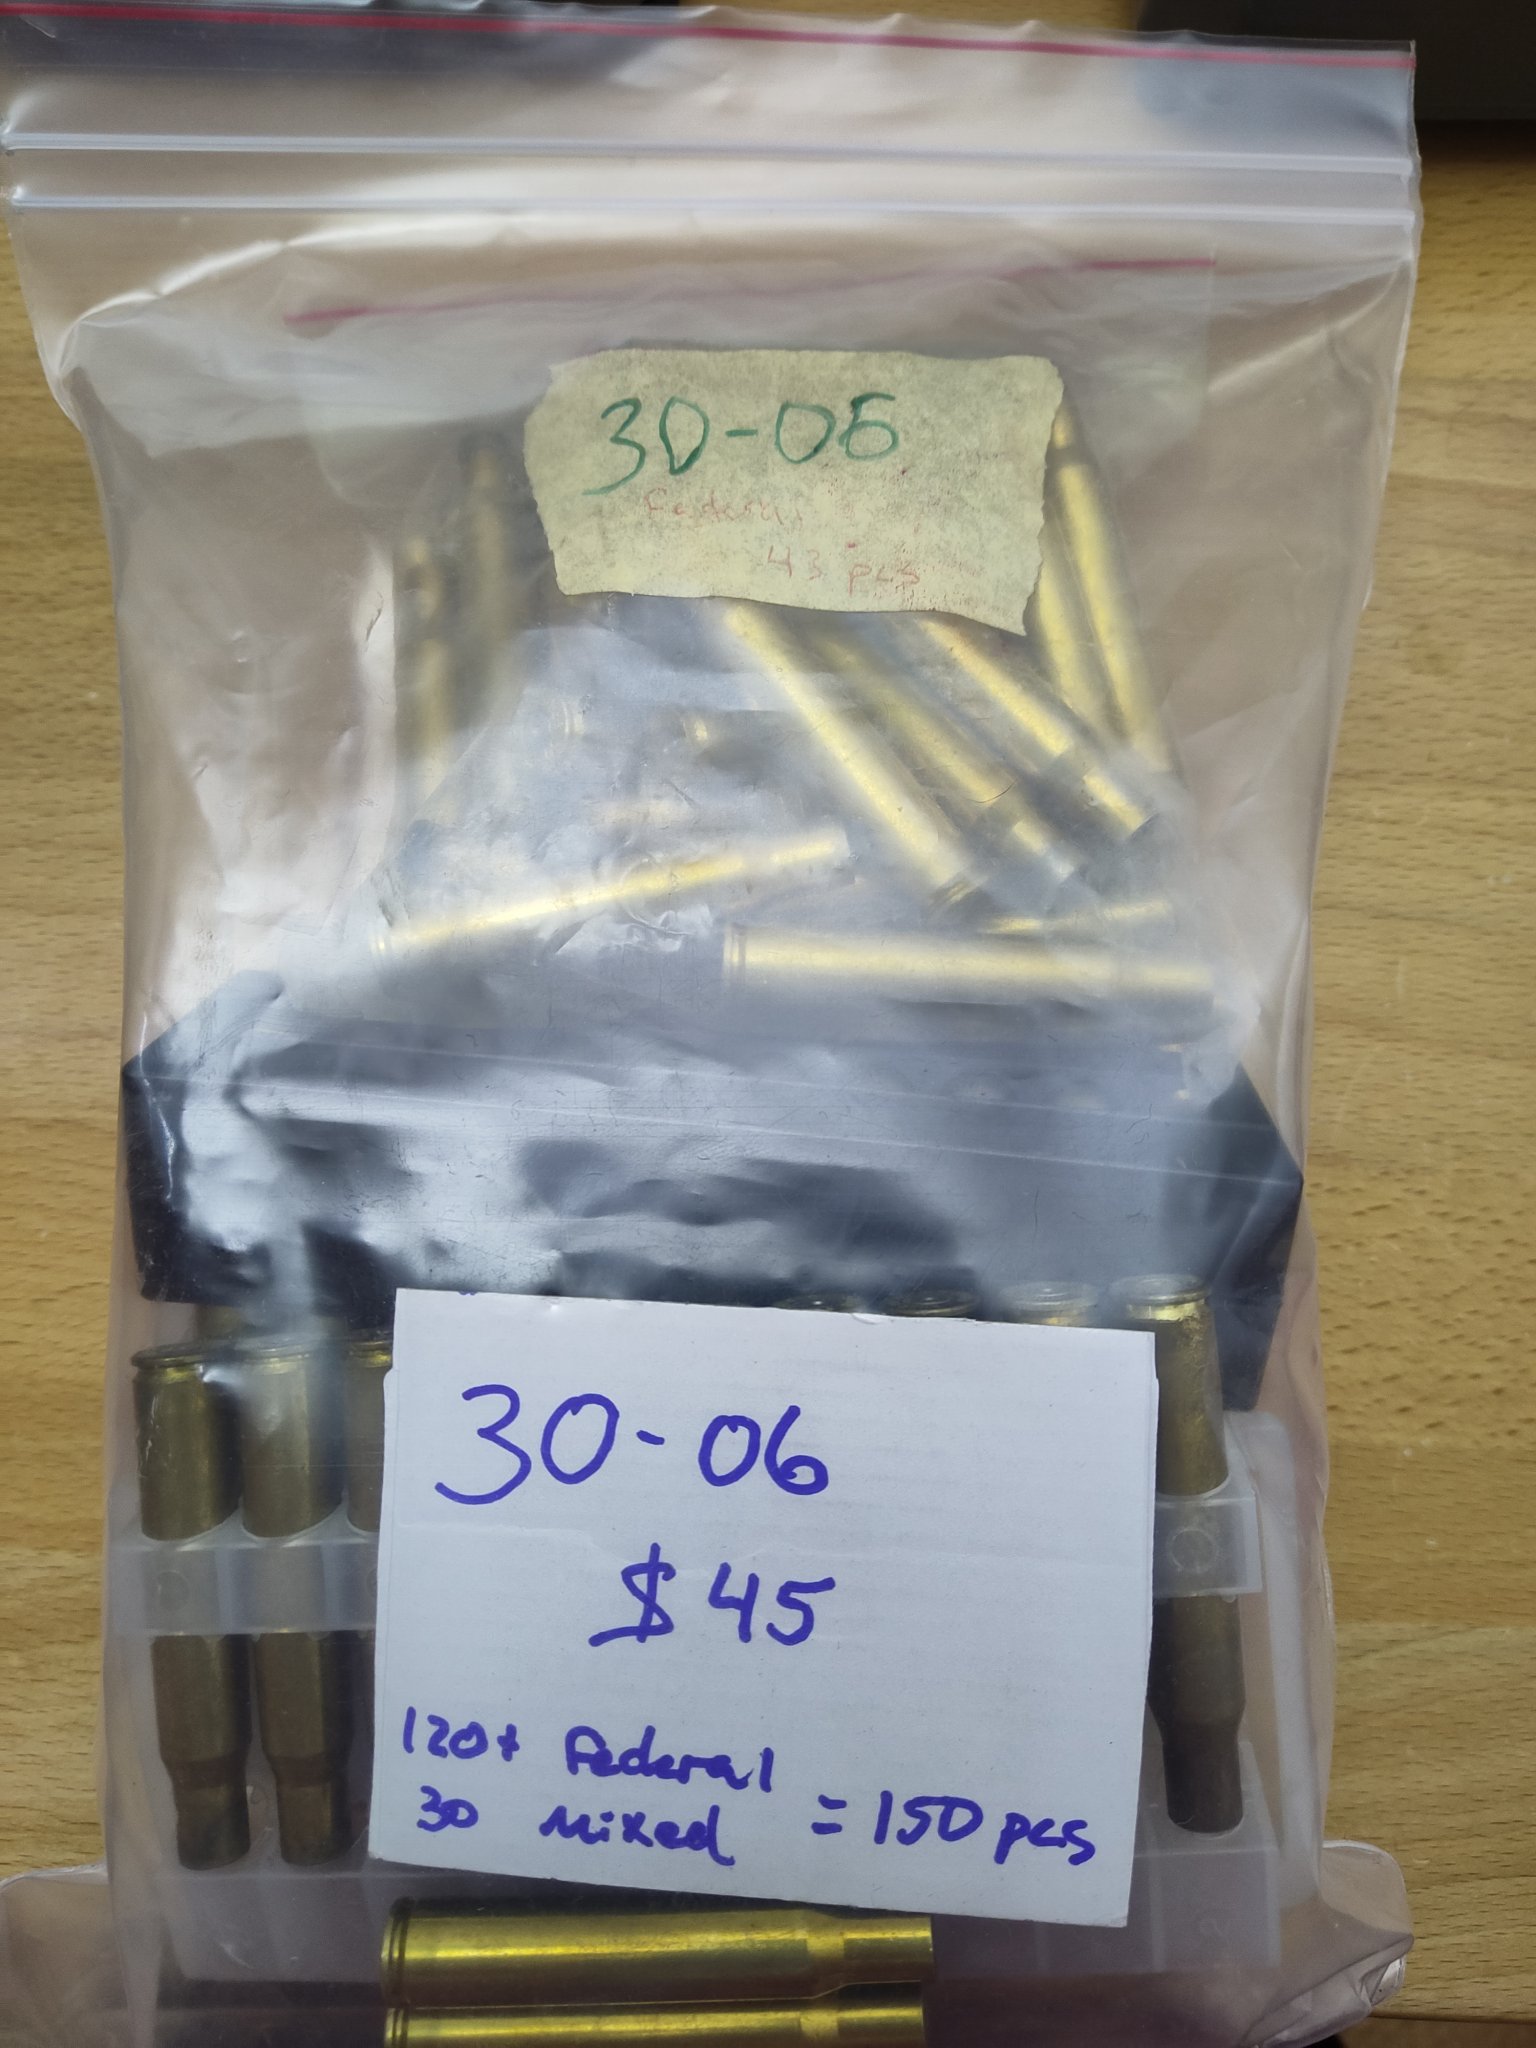 30-06
Federal
43 pcs
30-06
$45
120+ Federal
30 Mixed = 150 pcs